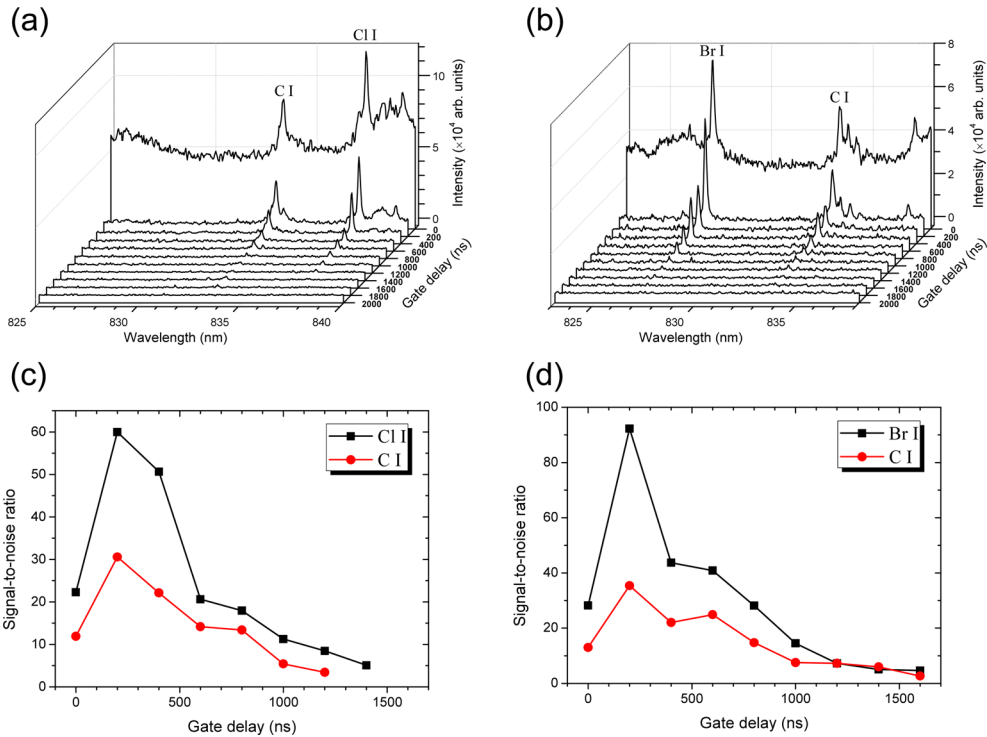 (a)
(b)
Cl I
C I
10
5
0
Intensity (×10⁴ arb. units)
200
400
800
1000
1200
1400
1600
1800
2000
Gate delay (ns)
825
830
835
840
Wavelength (nm)
Br I
C I
8
6
4
2
0
Intensity (×10⁴ arb. units)
200
400
600
800
1000
1200
1400
1600
1800
2000
Gate delay (ns)
825
830
835
Wavelength (nm)
(c)
(d)
Cl I
C I
60
50
40
30
20
10
0
Signal-to-noise ratio
0
500
1000
1500
Gate delay (ns)
Br I
C I
100
80
60
40
20
0
Signal-to-noise ratio
0
500
1000
1500
Gate delay (ns)